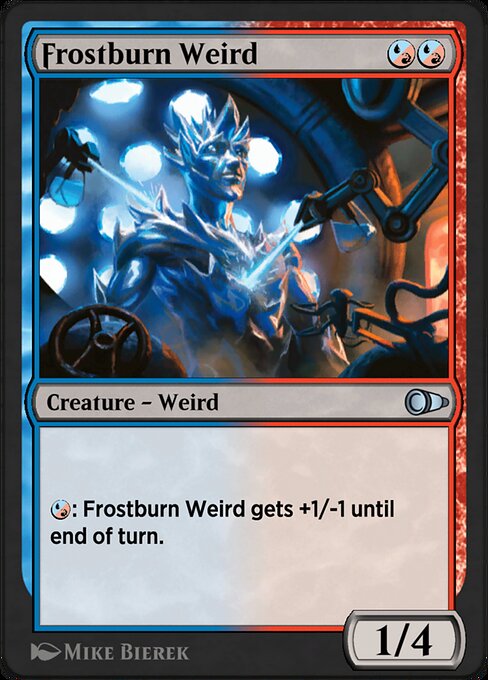 Frostburn Weird
Creature – Weird
: Frostburn Weird gets +1/-1 until
end of turn.
1/4
Mike Bierek